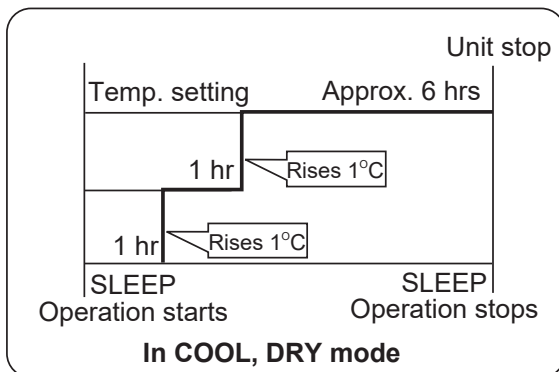 Unit stop
Temp. setting
Approx. 6 hrs
1 hr
Rises 1°C
1 hr
Rises 1°C
SLEEP
Operation starts
SLEEP
Operation stops
In COOL, DRY mode